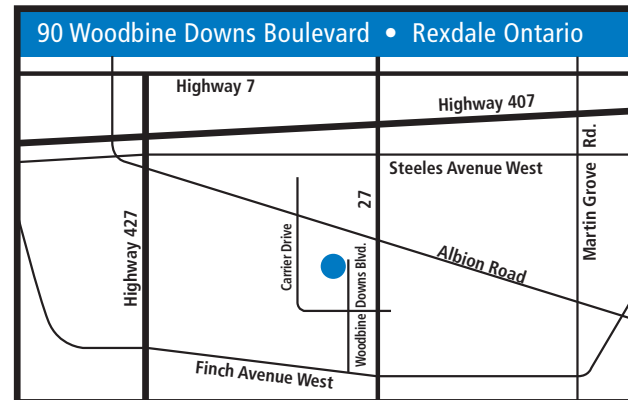 90 Woodbine Downs Boulevard • Rexdale Ontario
Highway 7
Highway 407
Steeles Avenue West
Martin Grove Rd.
27
Highway 427
Carrier Drive
Woodbine Downs Blvd.
Albion Road
Finch Avenue West